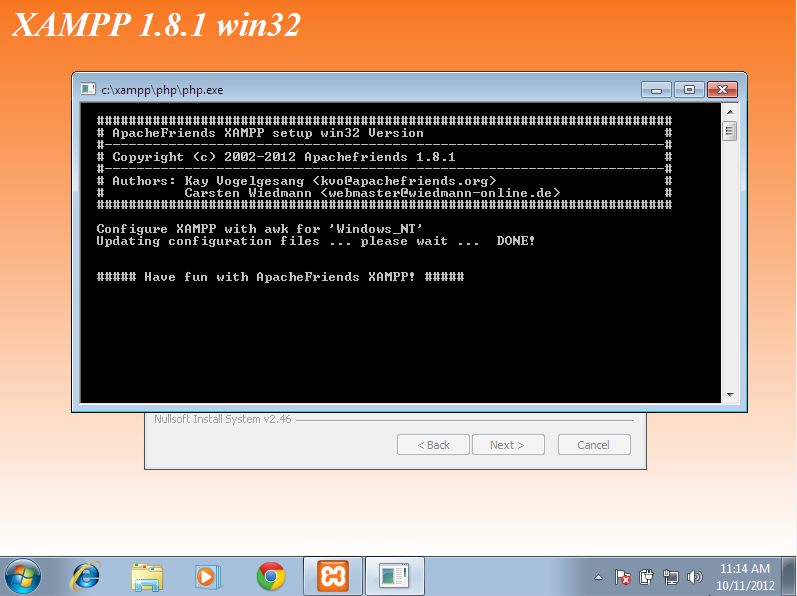 XAMPP 1.8.1 win32
c:\xampp\php\php.exe
########################################################################
# ApacheFriends XAMPP setup win32 Version #
#----------------------------------------------------------------------#
# Copyright (c) 2002-2012 Apachefriends 1.8.1 #
#----------------------------------------------------------------------#
# Authors: Kay Vogelgesang <kvo@apachefriends.org> #
# Carsten Wiedmann <webmaster@wiedmann-online.de> #
########################################################################
Configure XAMPP with awk for 'Windows_NT'
Updating configuration files ... please wait ... DONE!
##### Have fun with ApacheFriends XAMPP! #####
Nullsoft Install System v2.46
< Back Next > Cancel
11:14 AM
10/11/2012